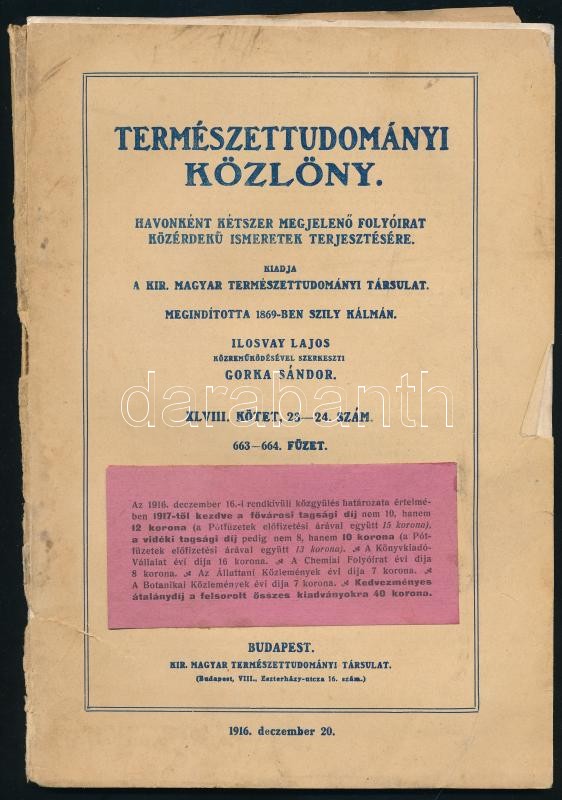 TERMÉSZETTUDOMÁNYI
KÖZLÖNY.
HAVONKÉNT KÉTSZER MEGJELENŐ FOLYÓIRAT
KÖZÉRDEKÜ ISMERETEK TERJESZTÉSÉRE.
KIADJA
A KIR. MAGYAR TERMÉSZETTUDOMÁNYI TÁRSULAT.
MEGINDÍTOTTA 1869-BEN SZILY KÁLMÁN.
ILOSVAY LAJOS
KÖZREMŰKÖDÉSÉVEL SZERKESZTI
GORKA SÁNDOR.
darabanth
XLVIII. KÖTET, 23—24. SZÁM.
663—664. FÜZET.
Az 1916. deczember 16.-i rendkívüli közgyülés határozata értelmé-
ben 1917-től kezdve a fővárosi tagsági díj nem 10, hanem
12 korona (a Pótfüzetek előfizetési árával együtt 15 korona),
a vidéki tagsági díj pedig nem 8, hanem 10 korona (a Pót-
füzetek előfizetési árával együtt 13 korona). A Könyvkiadó-
Vállalat évi díja 16 korona. A Chemiai Folyóirat évi díja
8 korona. Az Állattani Közlemények évi díja 7 korona.
A Botanikai Közlemények évi díja 7 korona. Kedvezményes
átalánydíj a felsorolt összes kiadványokra 40 korona.
BUDAPEST.
KIR. MAGYAR TERMÉSZETTUDOMÁNYI TÁRSULAT.
(Budapest, VIII., Eszterházy-utcza 16. szám.)
1916. deczember 20.